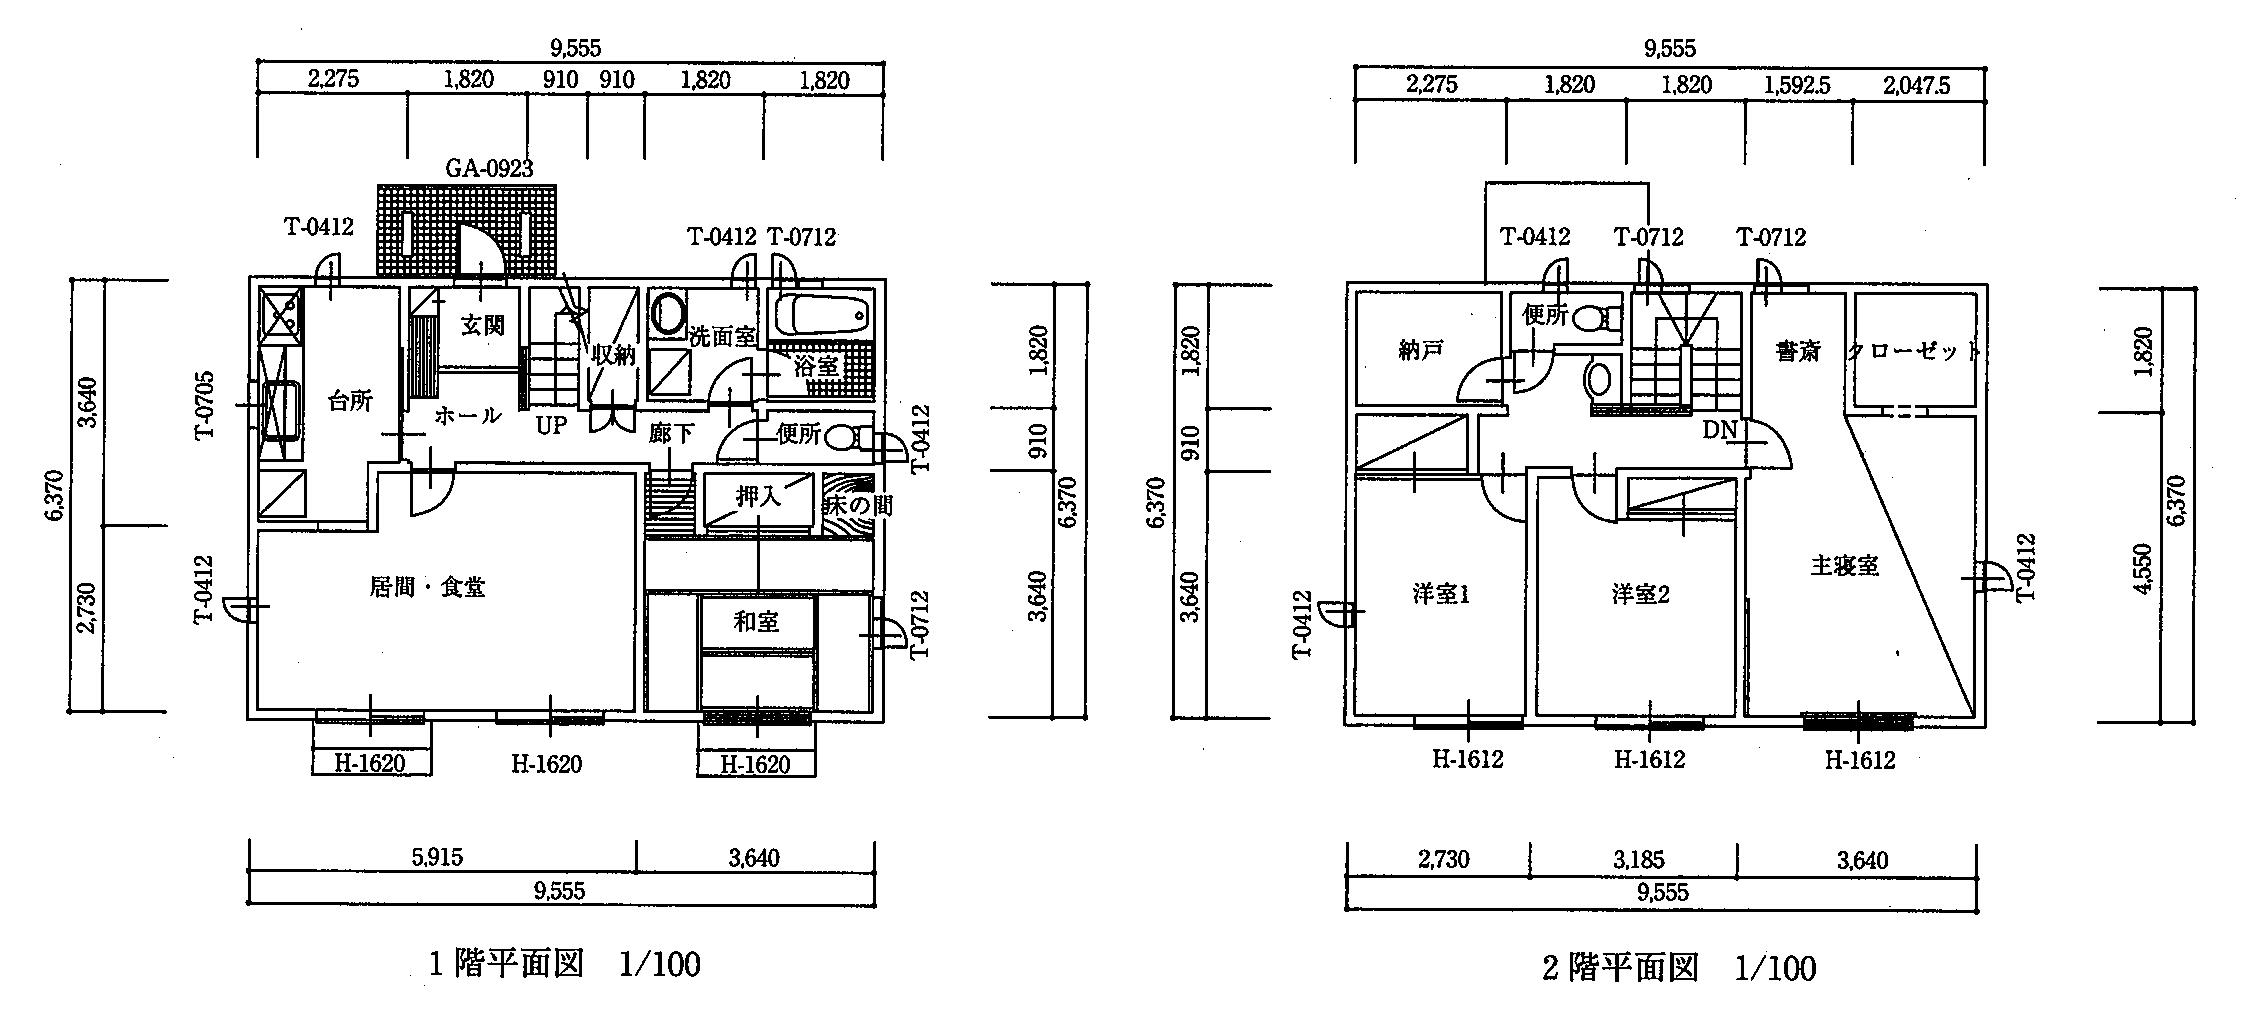 9,555
2,275
1,820
910
910
1,820
1,820
GA-0923
T-0412
T-0412
T-0712
玄関
収納
洗面室
浴室
台所
ホール
UP
廊下
便所
押入
床の間
居間・食堂
和室
T-0705
T-0412
T-0412
T-0712
3,640
2,730
6,370
1,820
910
3,640
6,370
H-1620
H-1620
H-1620
5,915
3,640
9,555
1階平面図 1/100
9,555
2,275
1,820
1,820
1,592.5
2,047.5
T-0412
T-0712
T-0712
納戸
便所
書斎
クローゼット
DN
洋室1
洋室2
主寝室
T-0412
T-0412
1,820
910
3,640
6,370
1,820
4,550
6,370
H-1612
H-1612
H-1612
2,730
3,185
3,640
9,555
2階平面図 1/100